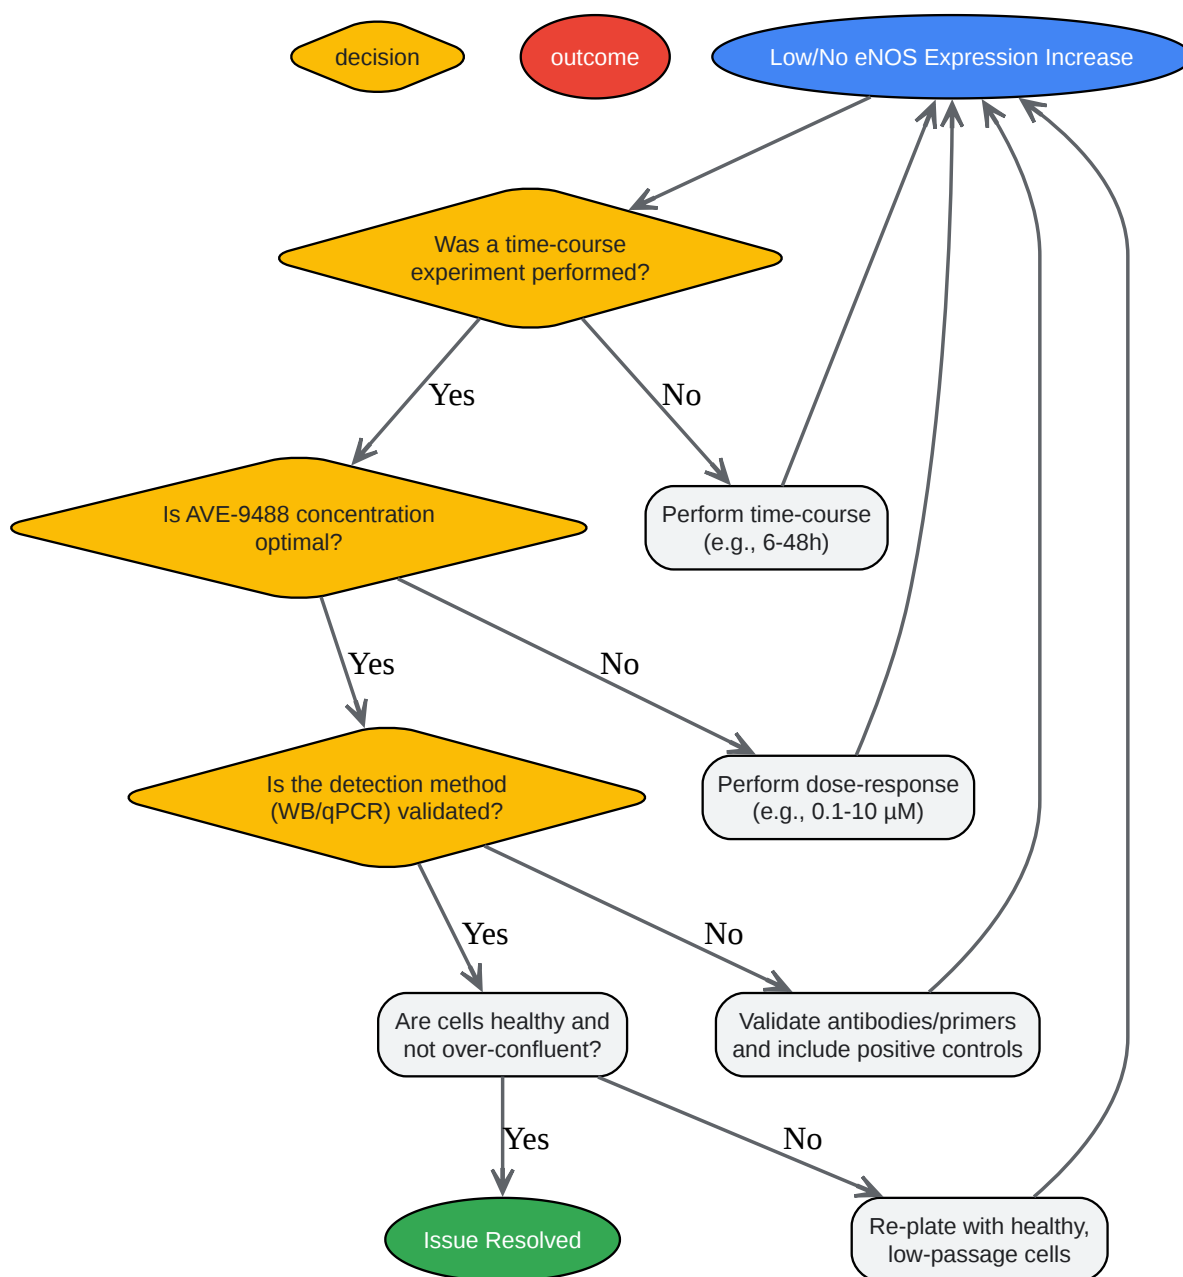 decision
outcome
Low/No eNOS Expression Increase
Was a time-course
experiment performed?
Yes
No
Is AVE-9488 concentration
optimal?
Perform time-course
(e.g., 6-48h)
Yes
No
Is the detection method
(WB/qPCR) validated?
Perform dose-response
(e.g., 0.1-10 µM)
Yes
No
Are cells healthy and
not over-confluent?
Validate antibodies/primers
and include positive controls
Yes
No
Issue Resolved
Re-plate with healthy,
low-passage cells